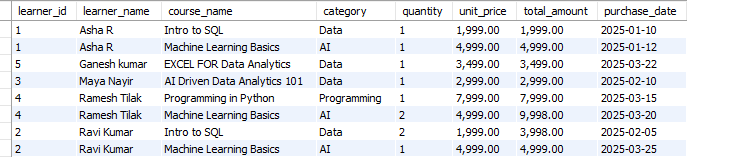 learner_id learner_name course_name category quantity unit_price total_amount purchase_date
1 Asha R Intro to SQL Data 1 1,999.00 1,999.00 2025-01-10
1 Asha R Machine Learning Basics AI 1 4,999.00 4,999.00 2025-01-12
5 Ganesh kumar EXCEL FOR Data Analytics Data 1 3,499.00 3,499.00 2025-03-22
3 Maya Nayir AI Driven Data Analytics 101 Data 1 2,999.00 2,999.00 2025-02-10
4 Ramesh Tilak Programming in Python Programming 1 7,999.00 7,999.00 2025-03-15
4 Ramesh Tilak Machine Learning Basics AI 2 4,999.00 9,998.00 2025-03-20
2 Ravi Kumar Intro to SQL Data 2 1,999.00 3,998.00 2025-02-05
2 Ravi Kumar Machine Learning Basics AI 1 4,999.00 4,999.00 2025-03-25